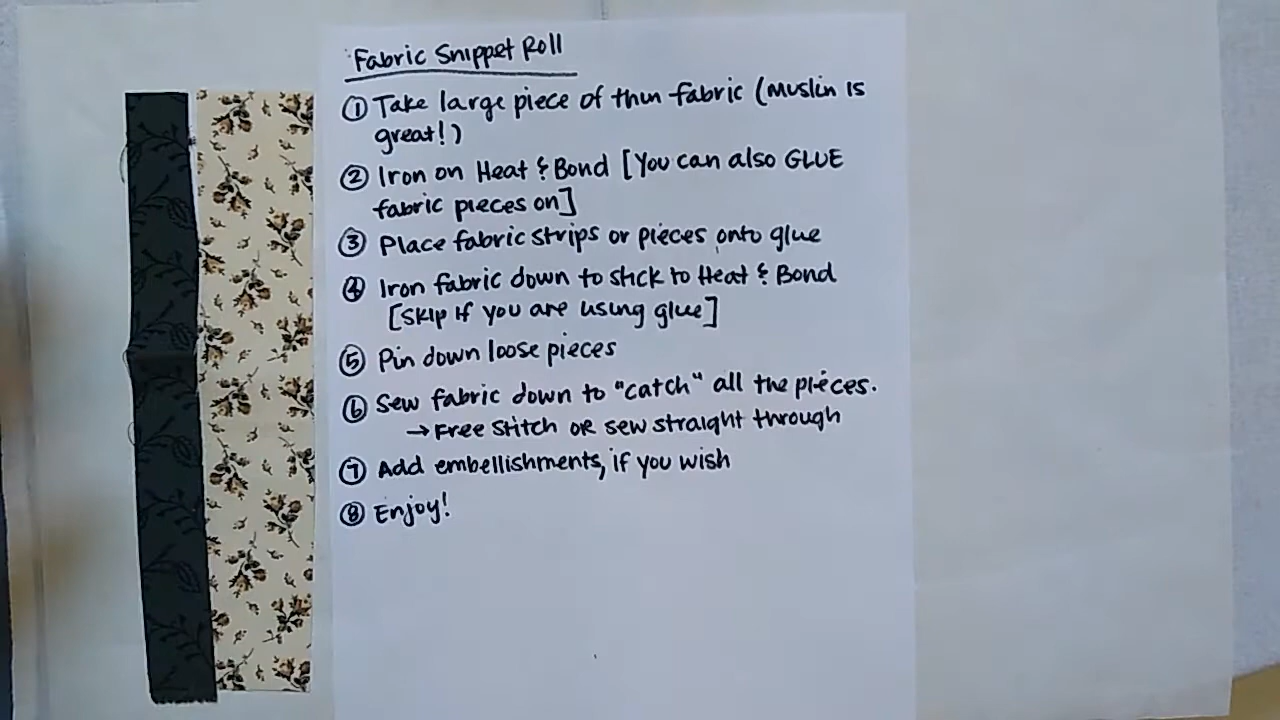 Fabric Snippet Roll
① Take large piece of thin fabric (Muslin is
great!)
② Iron on Heat & Bond [You can also GLUE
fabric pieces on]
③ Place fabric strips or pieces onto glue
④ Iron fabric down to stick to Heat & Bond
[Skip if you are using glue]
⑤ Pin down loose pieces
⑥ Sew fabric down to "catch" all the pieces.
→ Free stitch OR sew straight through
⑦ Add embellishments, if you wish
⑧ Enjoy!